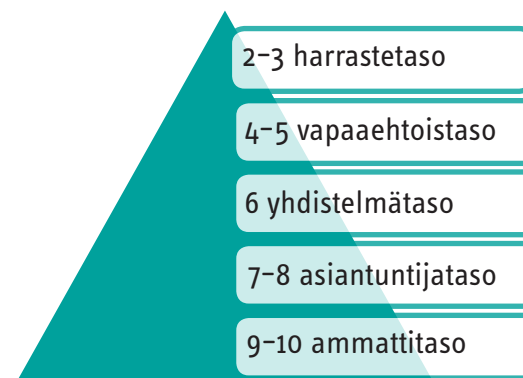 2–3 harrastetaso
4–5 vapaaehtoistaso
6 yhdistelmätaso
7–8 asiantuntijataso
9–10 ammattitaso